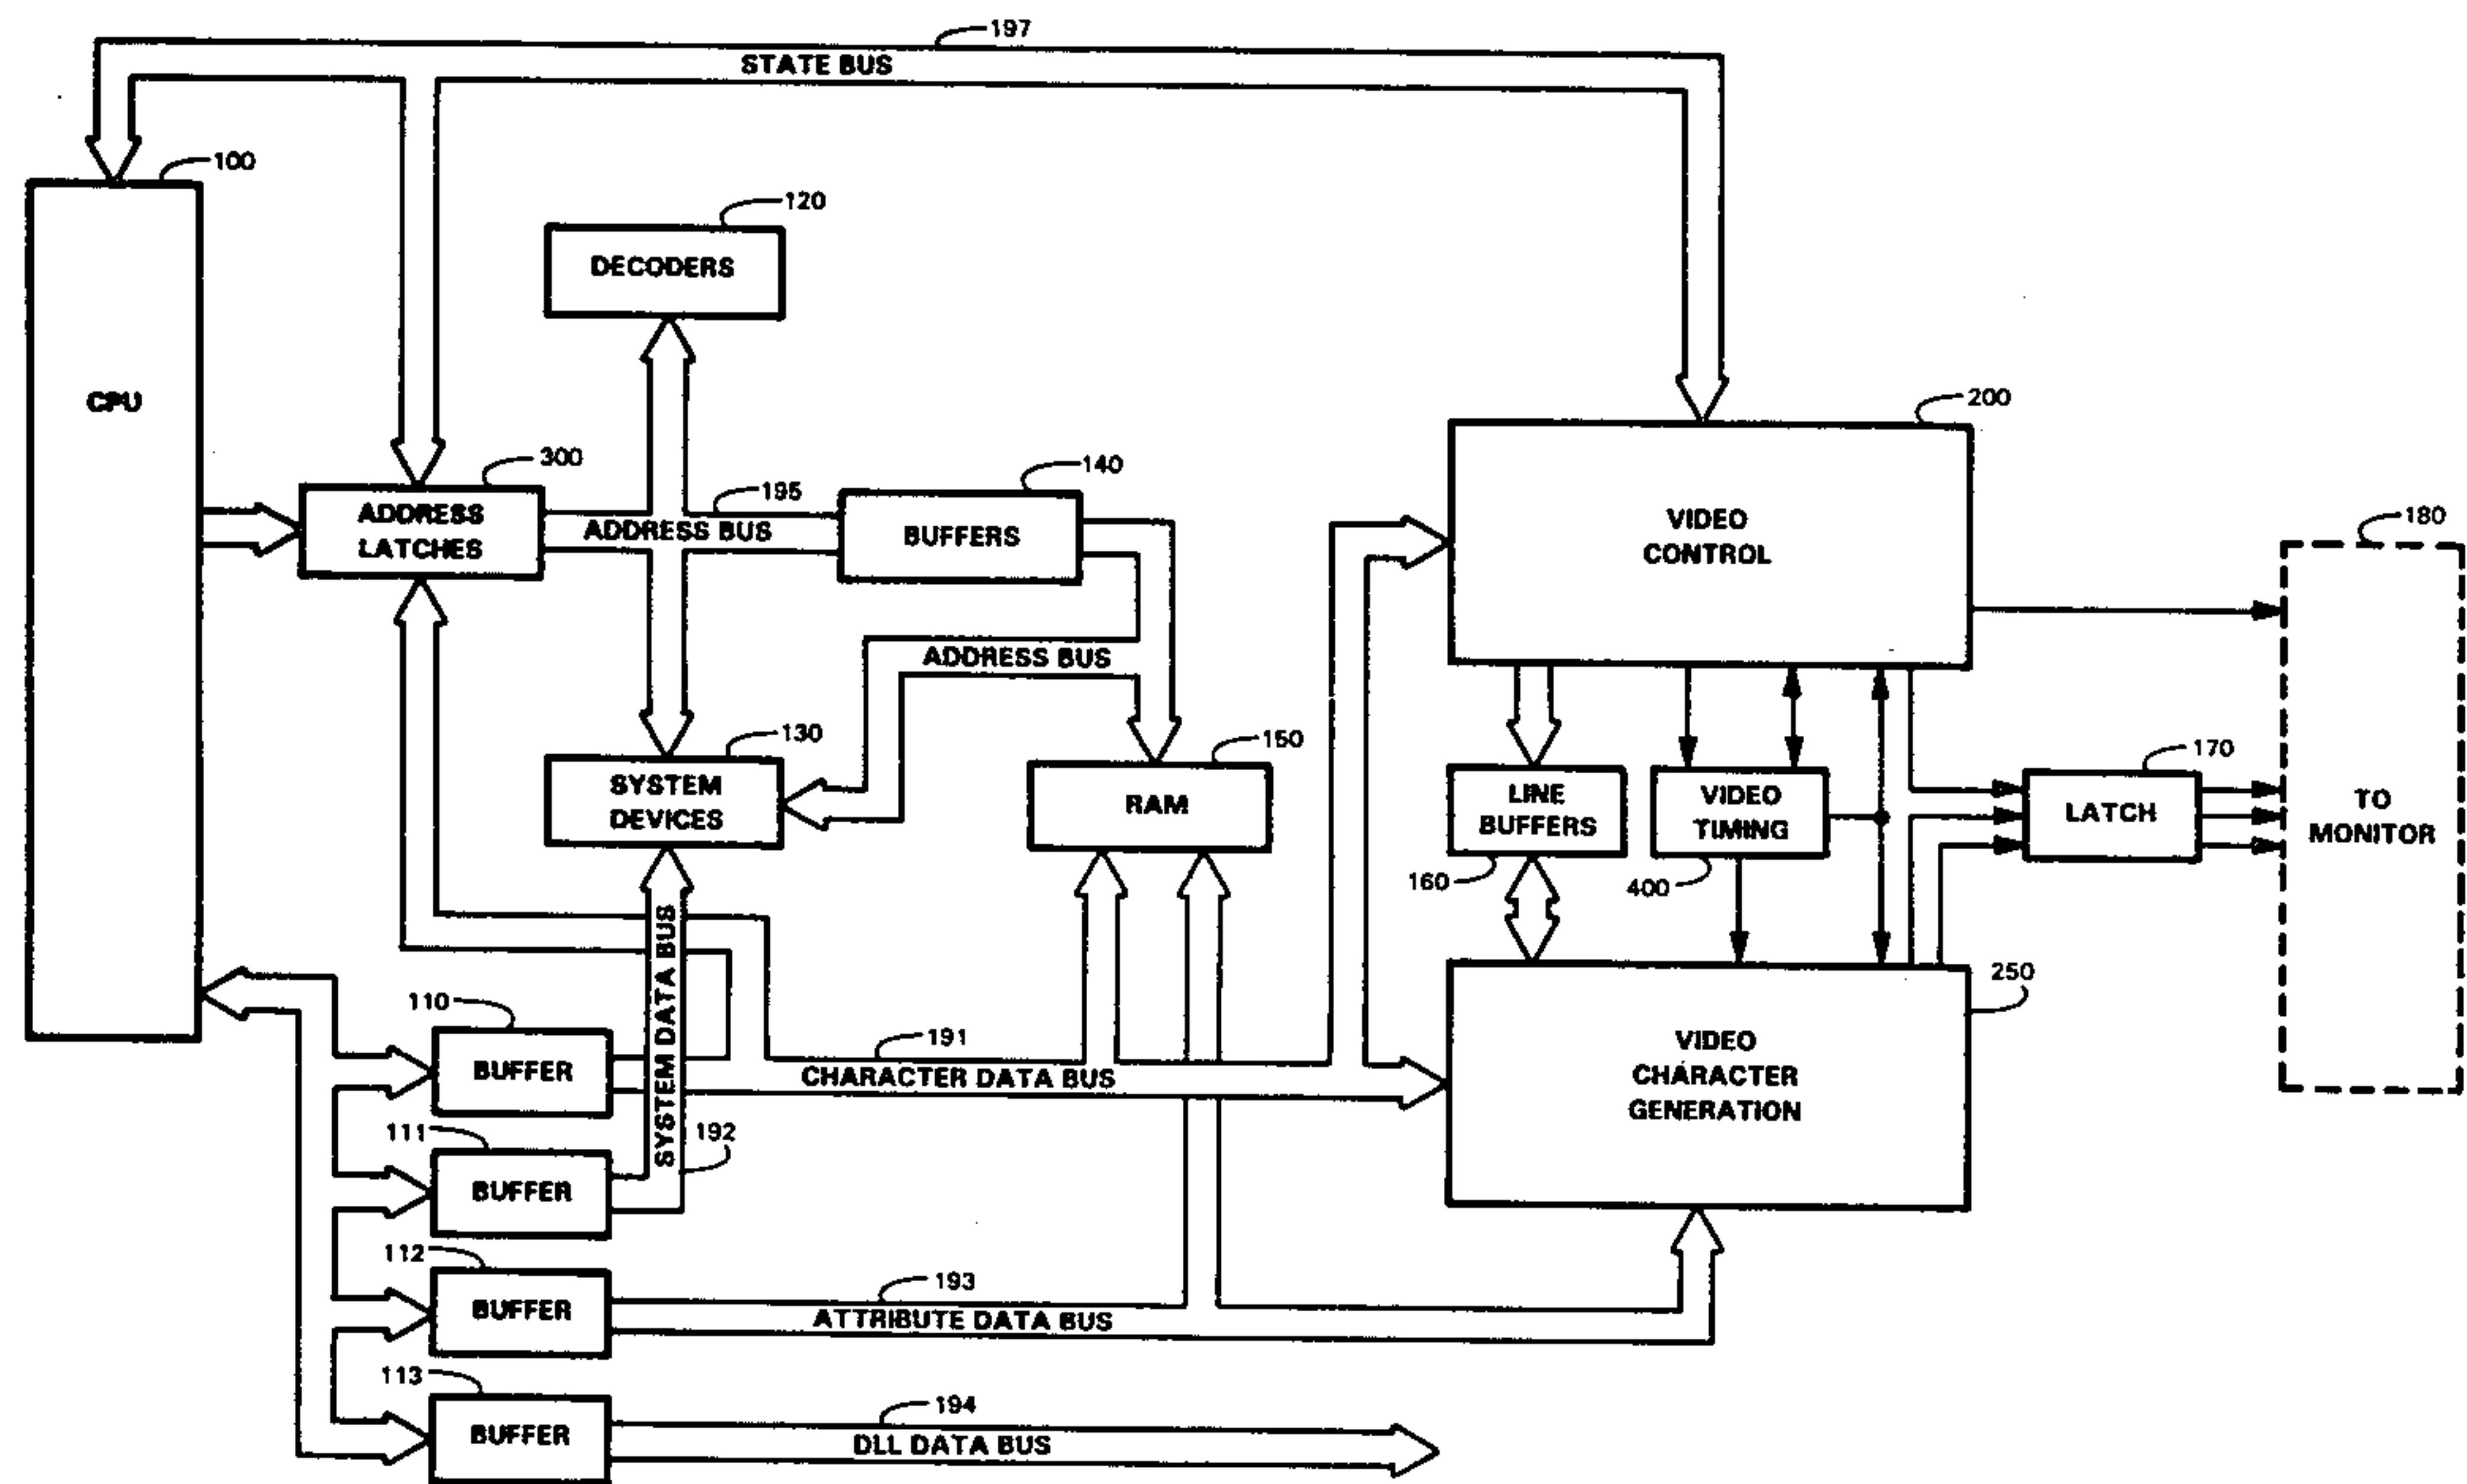 197
STATE BUS
100
120
DECODERS
CPU
200
300
140
195
ADDRESS
LATCHES
ADDRESS BUS
BUFFERS
VIDEO
CONTROL
180
ADDRESS BUS
130
150
170
SYSTEM
DEVICES
RAM
LINE
BUFFERS
VIDEO
TIMING
LATCH
TO
MONITOR
160
400
SYSTEM DATA BUS
250
110
191
BUFFER
CHARACTER DATA BUS
VIDEO
CHARACTER
GENERATION
111
192
BUFFER
112
193
BUFFER
ATTRIBUTE DATA BUS
113
194
BUFFER
DLL DATA BUS